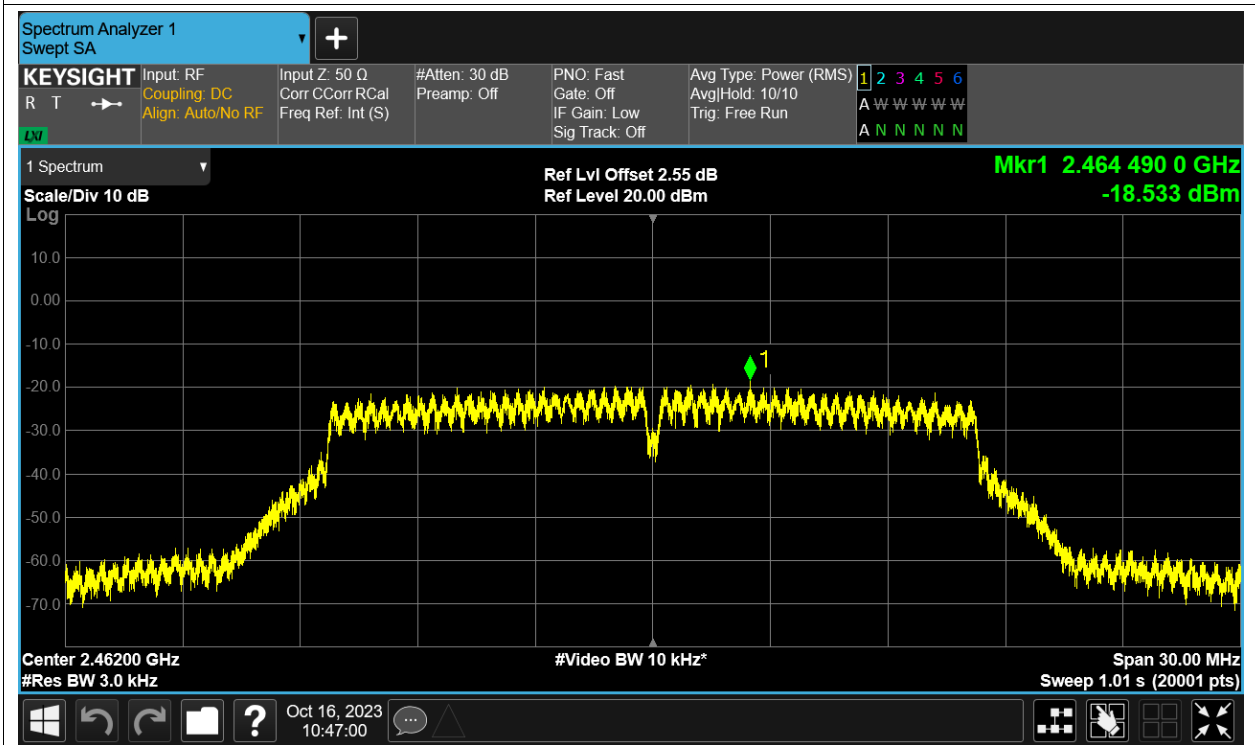 Spectrum Analyzer 1
Swept SA
+
KEYSIGHT
R T
LXI
Input: RF
Coupling: DC
Align: Auto/No RF
Input Z: 50 Ω
Corr CCorr RCal
Freq Ref: Int (S)
#Atten: 30 dB
Preamp: Off
PNO: Fast
Gate: Off
IF Gain: Low
Sig Track: Off
Avg Type: Power (RMS)
Avg|Hold: 10/10
Trig: Free Run
1 2 3 4 5 6
A W W W W W
A N N N N N
1 Spectrum
Scale/Div 10 dB
Log
Ref Lvl Offset 2.55 dB
Ref Level 20.00 dBm
Mkr1 2.464 490 0 GHz
-18.533 dBm
10.0
0.00
-10.0
1
-20.0
-30.0
-40.0
-50.0
-60.0
-70.0
Center 2.46200 GHz
#Res BW 3.0 kHz
#Video BW 10 kHz*
Span 30.00 MHz
Sweep 1.01 s (20001 pts)
?
Oct 16, 2023
10:47:00